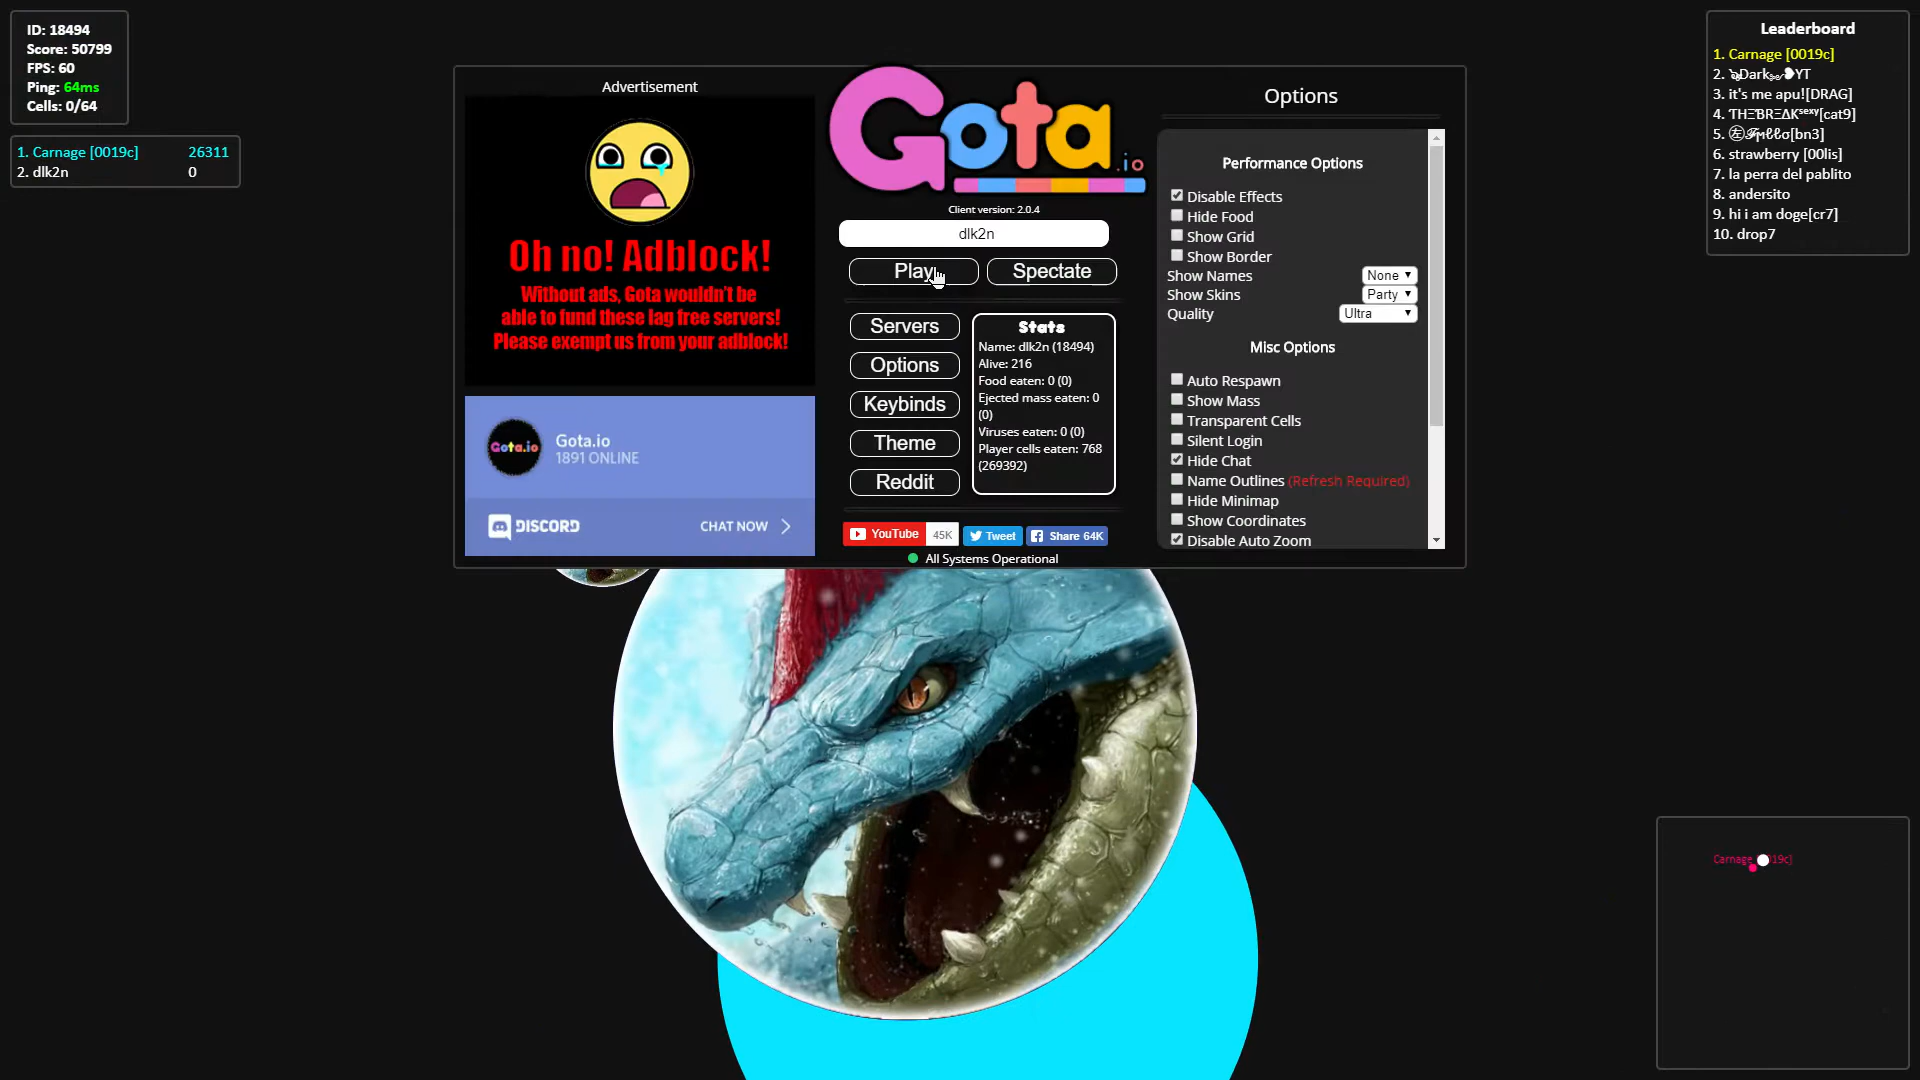 ID: 18494
Score: 50799
FPS: 60
Ping: 64ms
Cells: 0/64
1. Carnage [0019c] 26311
2. dlk2n 0
Advertisement
Oh no! Adblock!
Without ads, Gota wouldn't be
able to fund these lag free servers!
Please exempt us from your adblock!
Gota.io
Gota.io
1891 ONLINE
DISCORD
CHAT NOW
Gota.io
Client version: 2.0.4
dlk2n
Play
Spectate
Servers
Options
Keybinds
Theme
Reddit
Stats
Name: dlk2n (18494)
Alive: 216
Food eaten: 0 (0)
Ejected mass eaten: 0
(0)
Viruses eaten: 0 (0)
Player cells eaten: 768
(269392)
YouTube 45K
Tweet
Share 64K
All Systems Operational
Options
Performance Options
Disable Effects
Hide Food
Show Grid
Show Border
Show Names None
Show Skins Party
Quality Ultra
Misc Options
Auto Respawn
Show Mass
Transparent Cells
Silent Login
Hide Chat
Name Outlines (Refresh Required)
Hide Minimap
Show Coordinates
Disable Auto Zoom
Leaderboard
1. Carnage [0019c]
3. it's me apu![DRAG]
6. strawberry [00lis]
7. la perra del pablito
8. andersito
9. hi i am doge[cr7]
10. drop7
Carnage